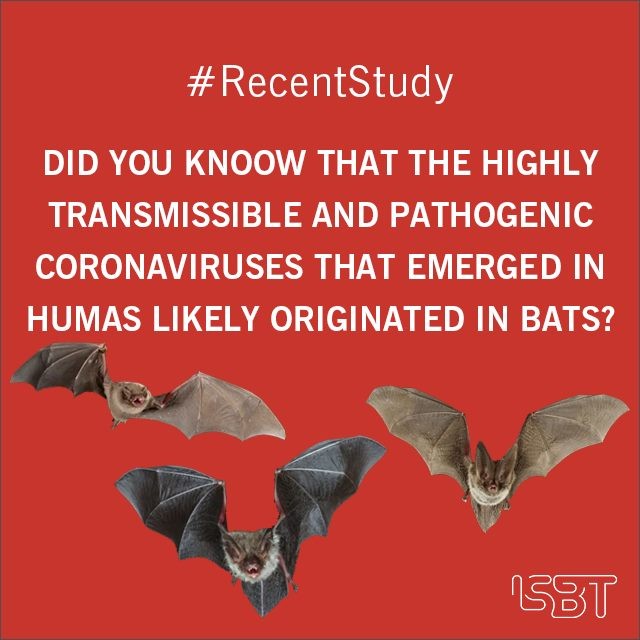 #RecentStudy
DID YOU KNOOW THAT THE HIGHLY
TRANSMISSIBLE AND PATHOGENIC
CORONAVIRUSES THAT EMERGED IN
HUMAS LIKELY ORIGINATED IN BATS?
ISBT